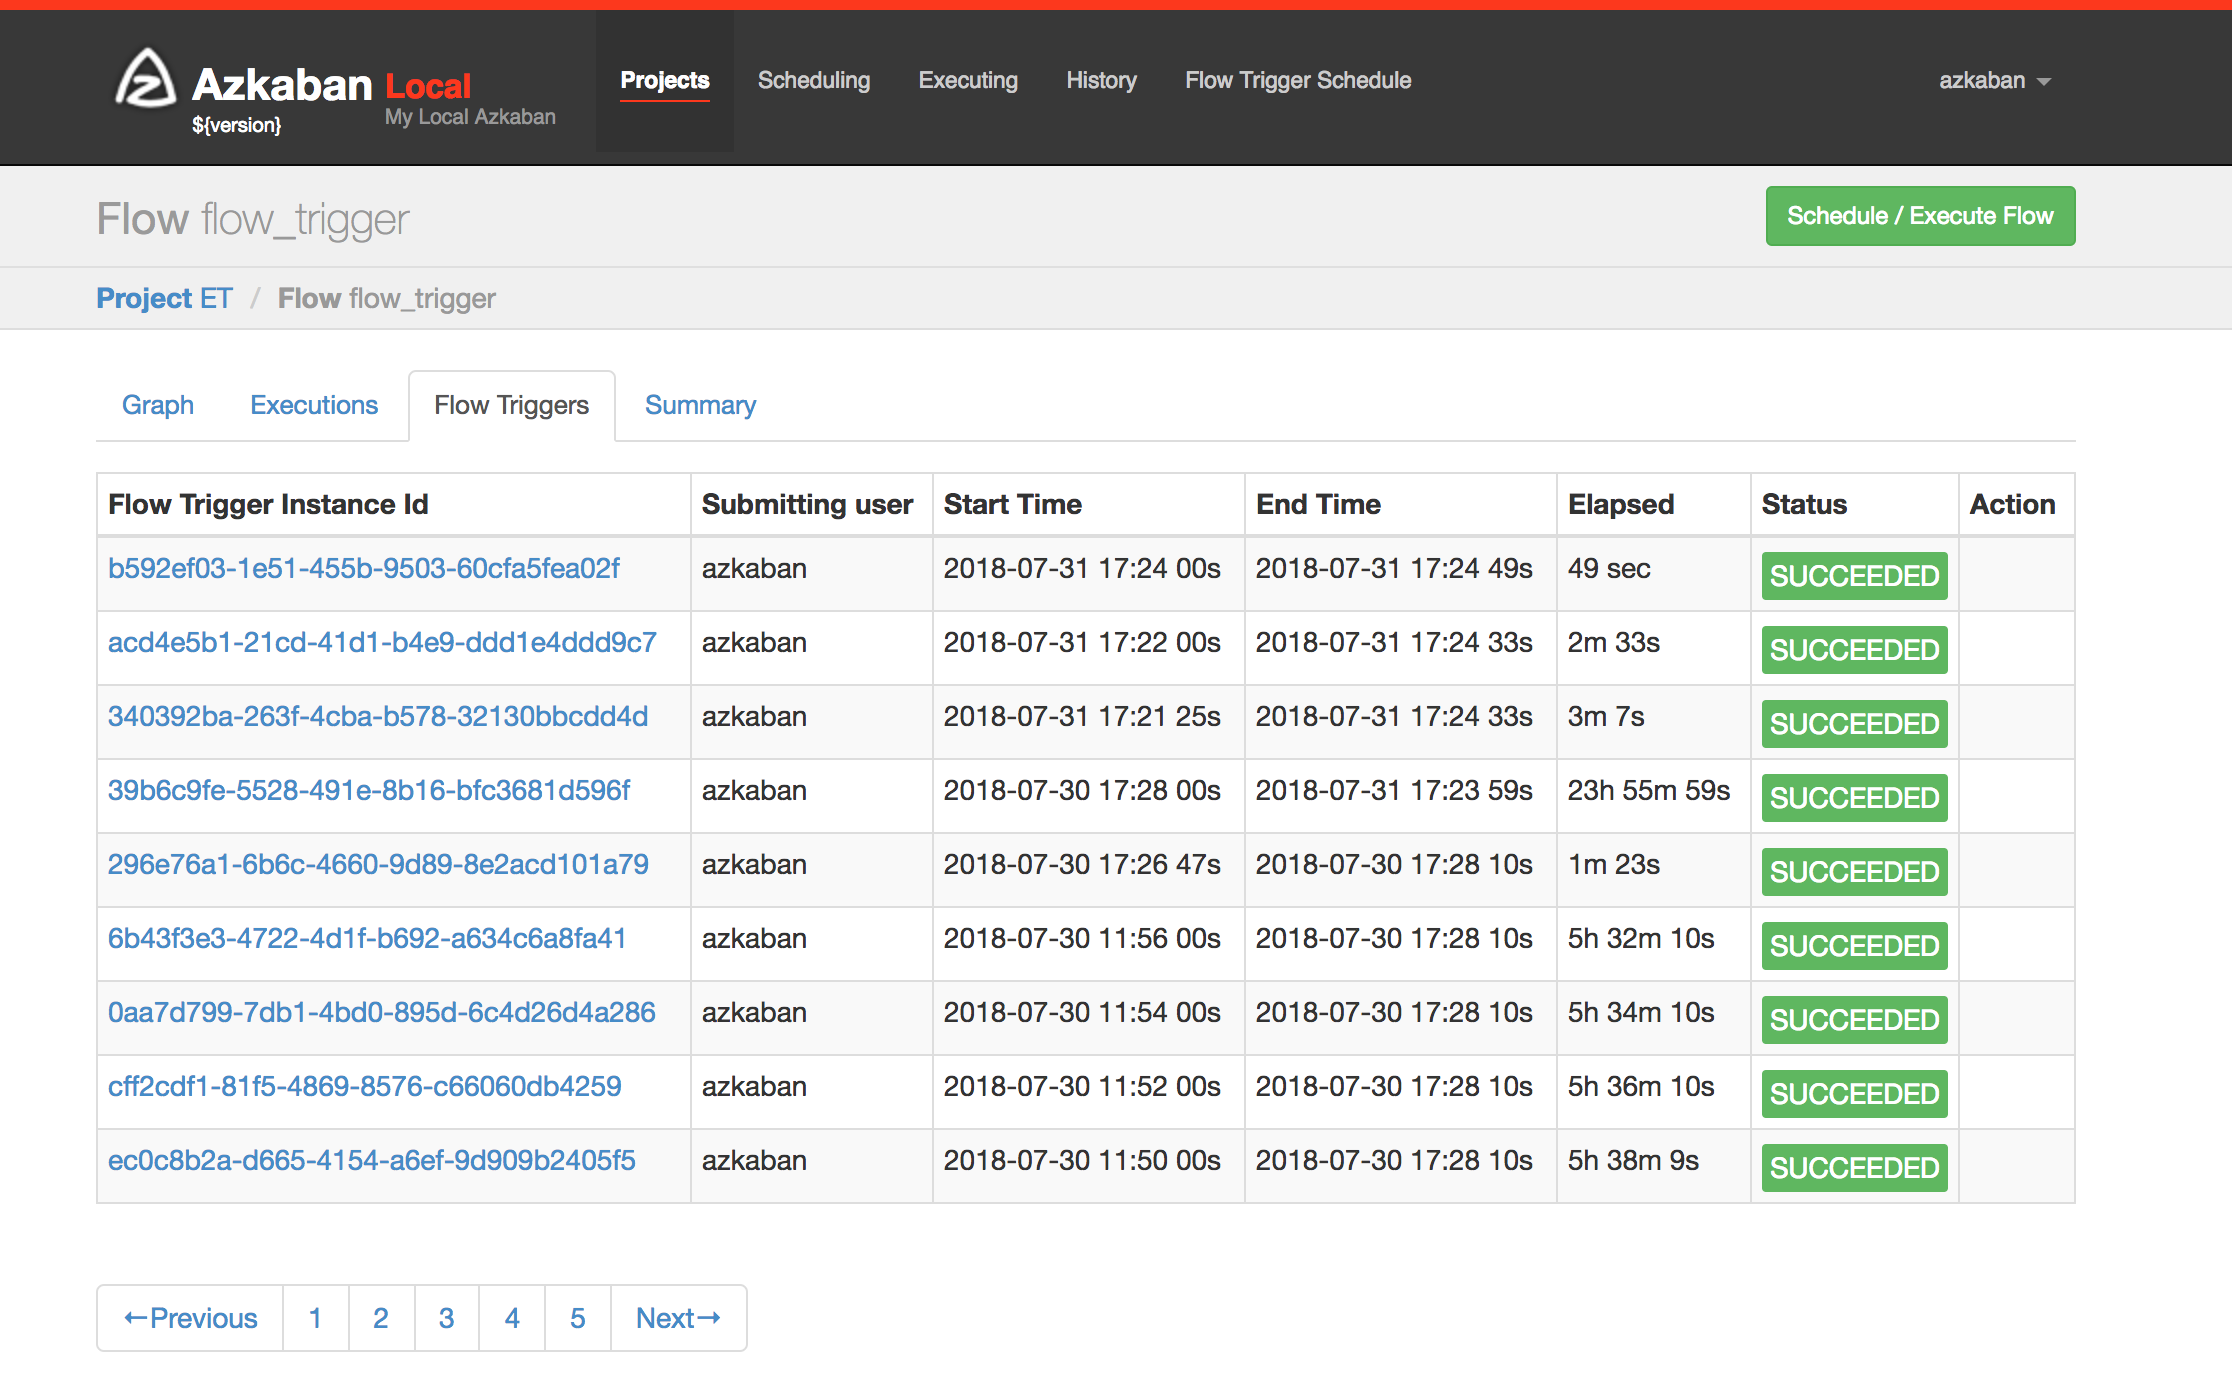 Azkaban Local
${version} My Local Azkaban
Projects Scheduling Executing History Flow Trigger Schedule azkaban
Flow flow_trigger
Schedule / Execute Flow
Project ET / Flow flow_trigger
Graph Executions Flow Triggers Summary
Flow Trigger Instance Id Submitting user Start Time End Time Elapsed Status Action
b592ef03-1e51-455b-9503-60cfa5fea02f azkaban 2018-07-31 17:24 00s 2018-07-31 17:24 49s 49 sec SUCCEEDED
acd4e5b1-21cd-41d1-b4e9-ddd1e4ddd9c7 azkaban 2018-07-31 17:22 00s 2018-07-31 17:24 33s 2m 33s SUCCEEDED
340392ba-263f-4cba-b578-32130bbcdd4d azkaban 2018-07-31 17:21 25s 2018-07-31 17:24 33s 3m 7s SUCCEEDED
39b6c9fe-5528-491e-8b16-bfc3681d596f azkaban 2018-07-30 17:28 00s 2018-07-31 17:23 59s 23h 55m 59s SUCCEEDED
296e76a1-6b6c-4660-9d89-8e2acd101a79 azkaban 2018-07-30 17:26 47s 2018-07-30 17:28 10s 1m 23s SUCCEEDED
6b43f3e3-4722-4d1f-b692-a634c6a8fa41 azkaban 2018-07-30 11:56 00s 2018-07-30 17:28 10s 5h 32m 10s SUCCEEDED
0aa7d799-7db1-4bd0-895d-6c4d26d4a286 azkaban 2018-07-30 11:54 00s 2018-07-30 17:28 10s 5h 34m 10s SUCCEEDED
cff2cdf1-81f5-4869-8576-c66060db4259 azkaban 2018-07-30 11:52 00s 2018-07-30 17:28 10s 5h 36m 10s SUCCEEDED
ec0c8b2a-d665-4154-a6ef-9d909b2405f5 azkaban 2018-07-30 11:50 00s 2018-07-30 17:28 10s 5h 38m 9s SUCCEEDED
←Previous 1 2 3 4 5 Next→